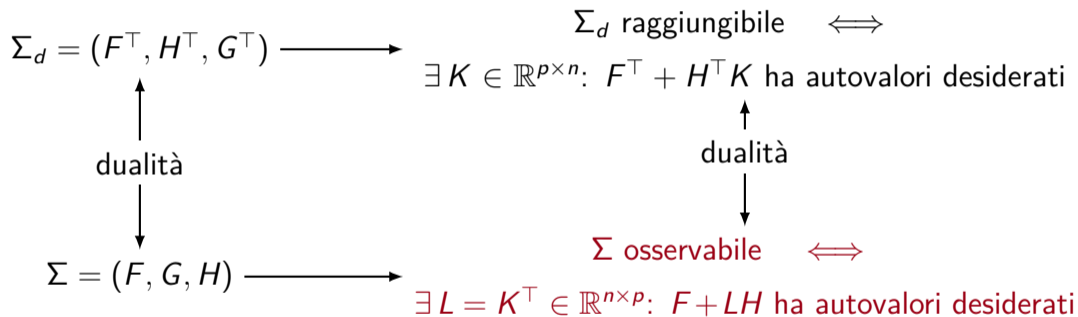 Σ_d raggiungibile ⟺
Σ_d = (F^⊤, H^⊤, G^⊤)
∃ K ∈ ℝ^{p×n}: F^⊤ + H^⊤K ha autovalori desiderati
dualità
dualità
Σ osservabile ⟺
Σ = (F, G, H)
∃ L = K^⊤ ∈ ℝ^{n×p}: F + LH ha autovalori desiderati